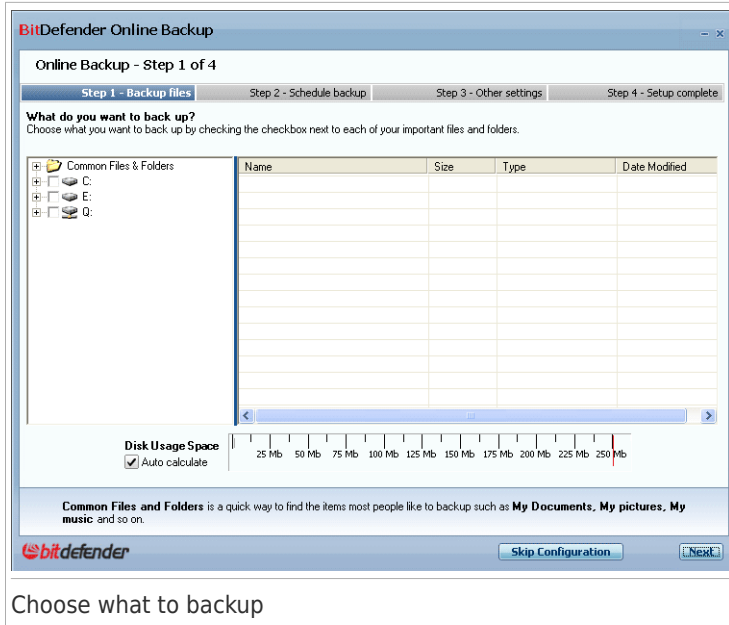 BitDefender Online Backup
Online Backup - Step 1 of 4
Step 1 - Backup files Step 2 - Schedule backup Step 3 - Other settings Step 4 - Setup complete
What do you want to back up?
Choose what you want to back up by checking the checkbox next to each of your important files and folders.
Common Files & Folders
C:
E:
Q:
Name Size Type Date Modified
Disk Usage Space
Auto calculate
25 Mb 50 Mb 75 Mb 100 Mb 125 Mb 150 Mb 175 Mb 200 Mb 225 Mb 250 Mb
Common Files and Folders is a quick way to find the items most people like to backup such as My Documents, My pictures, My
music and so on.
bitdefender
Skip Configuration
Next
Choose what to backup